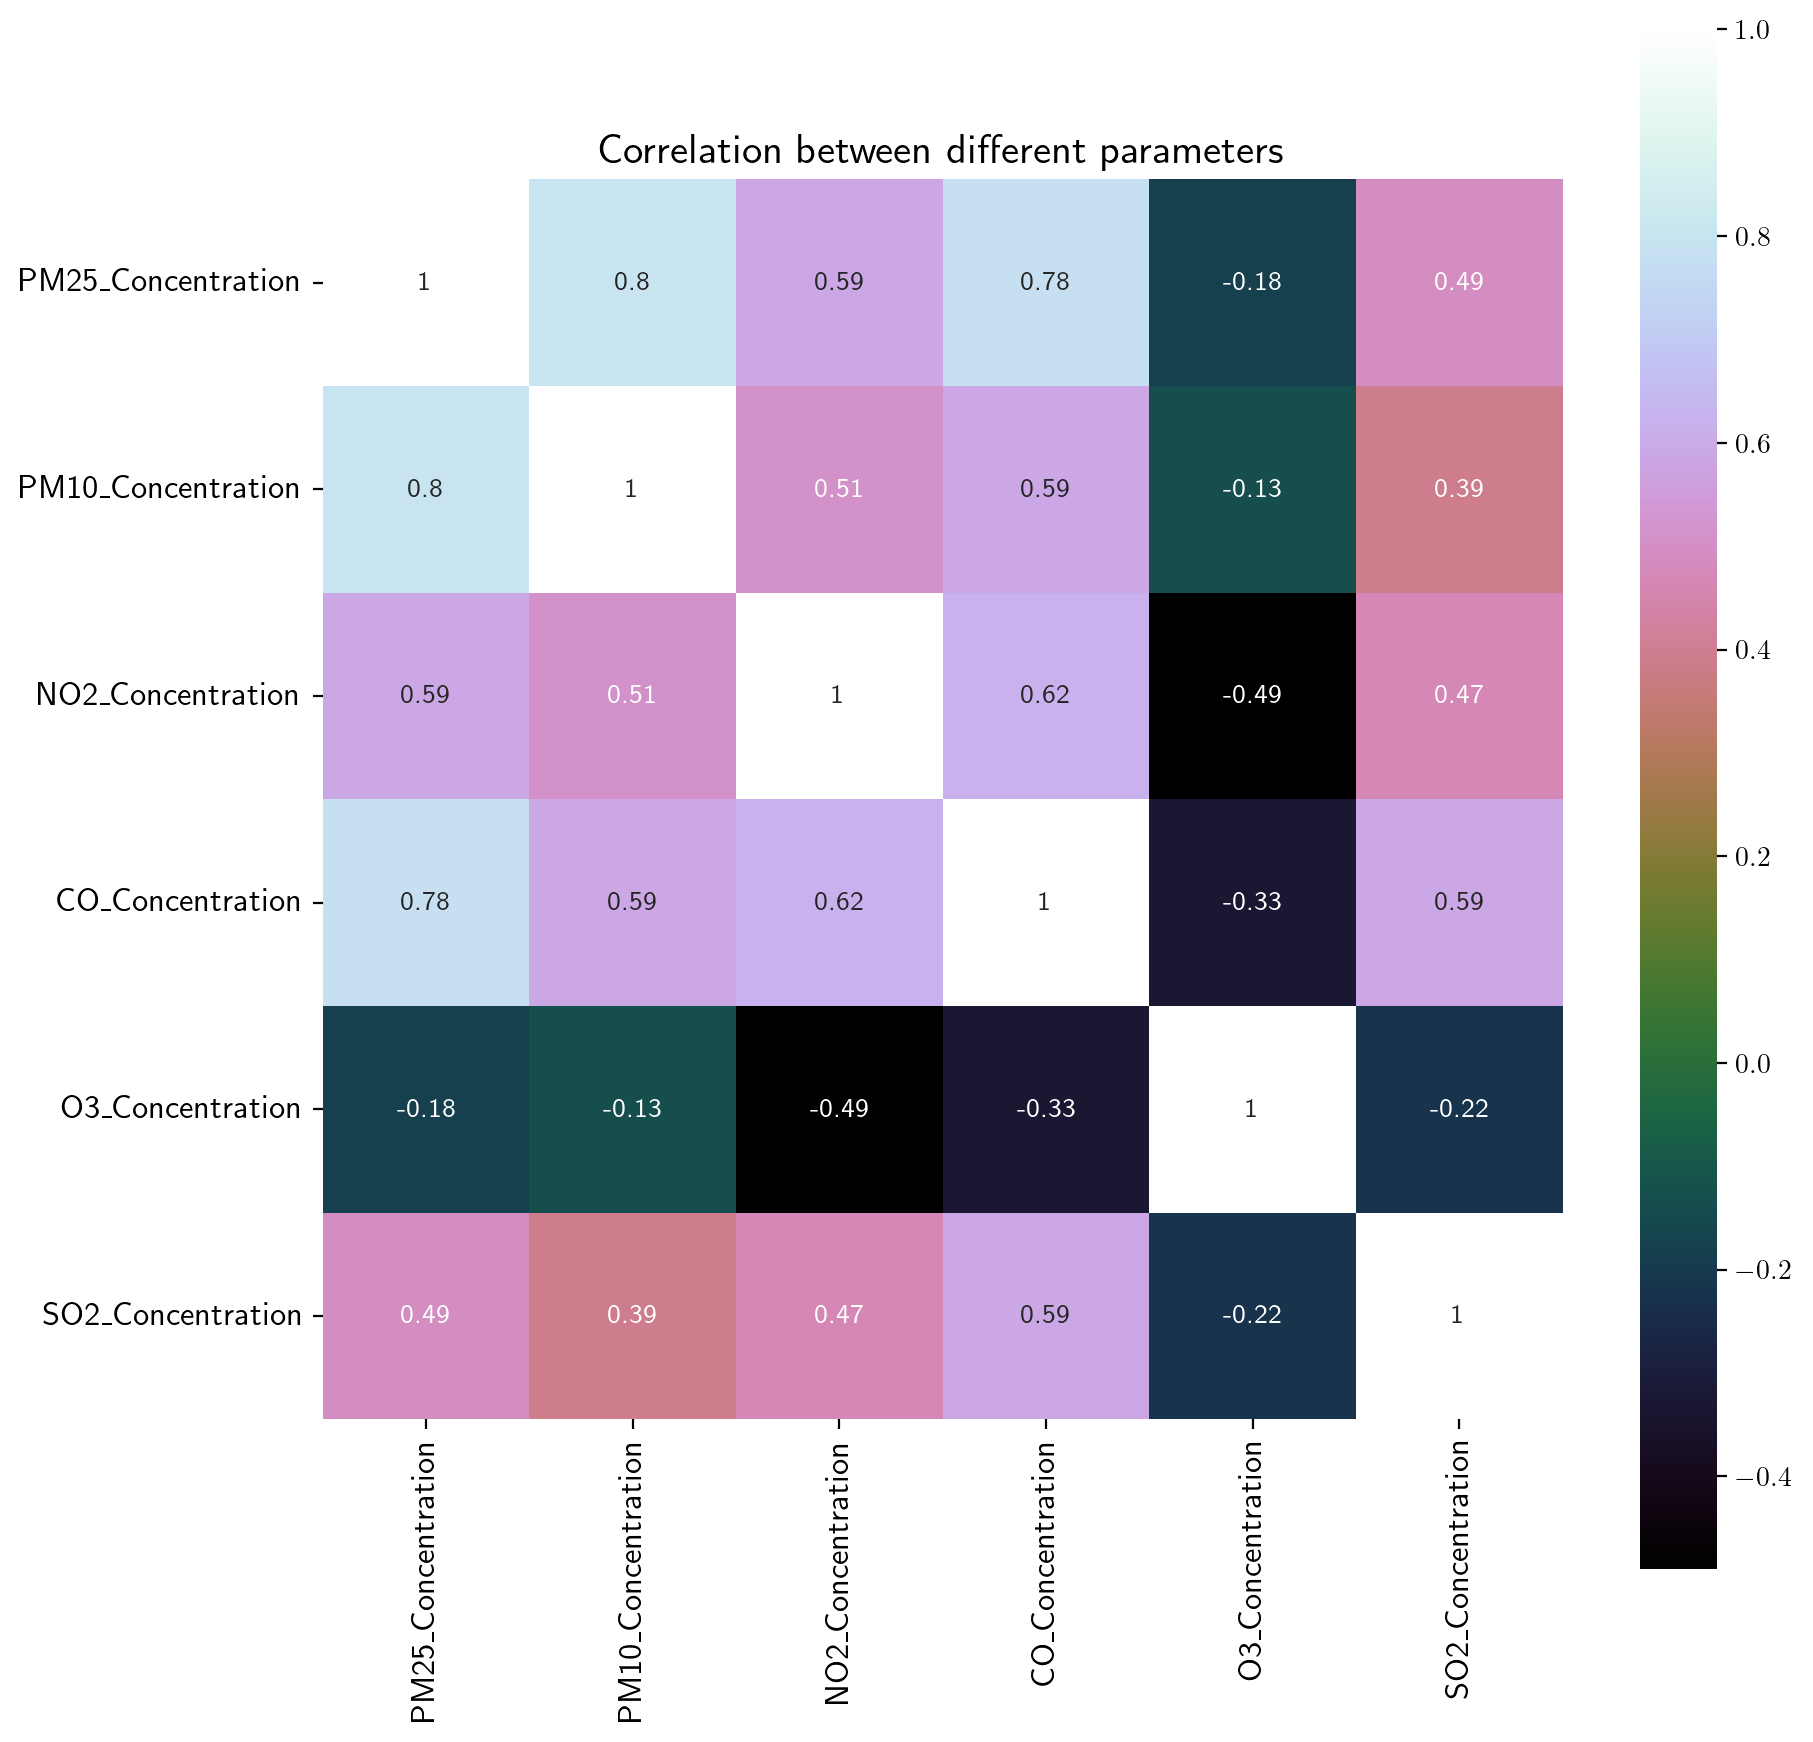 Correlation between different parameters
PM25_Concentration 1 0.8 0.59 0.78 -0.18 0.49
PM10_Concentration 0.8 1 0.51 0.59 -0.13 0.39
NO2_Concentration 0.59 0.51 1 0.62 -0.49 0.47
CO_Concentration 0.78 0.59 0.62 1 -0.33 0.59
O3_Concentration -0.18 -0.13 -0.49 -0.33 1 -0.22
SO2_Concentration 0.49 0.39 0.47 0.59 -0.22 1
PM25_Concentration
PM10_Concentration
NO2_Concentration
CO_Concentration
O3_Concentration
SO2_Concentration
1.0
0.8
0.6
0.4
0.2
0.0
−0.2
−0.4